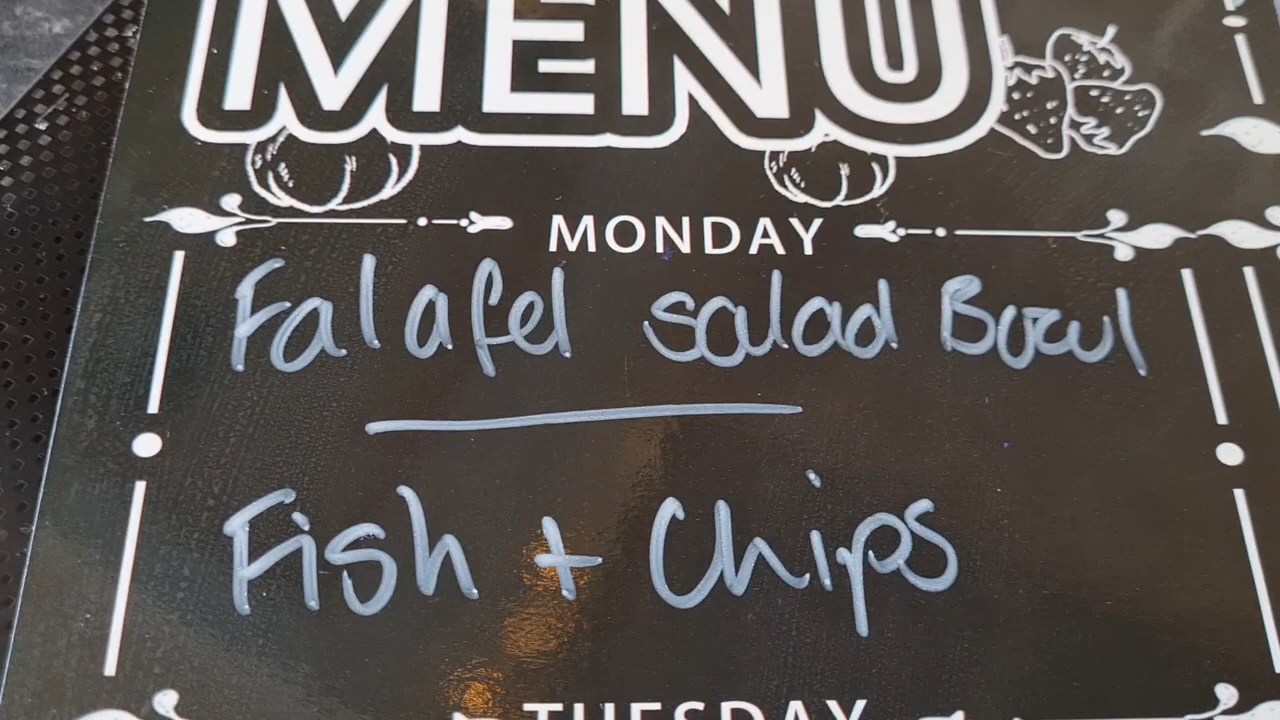 MENU
MONDAY
Falafel salad Bowl
Fish + Chips
TUESDAY